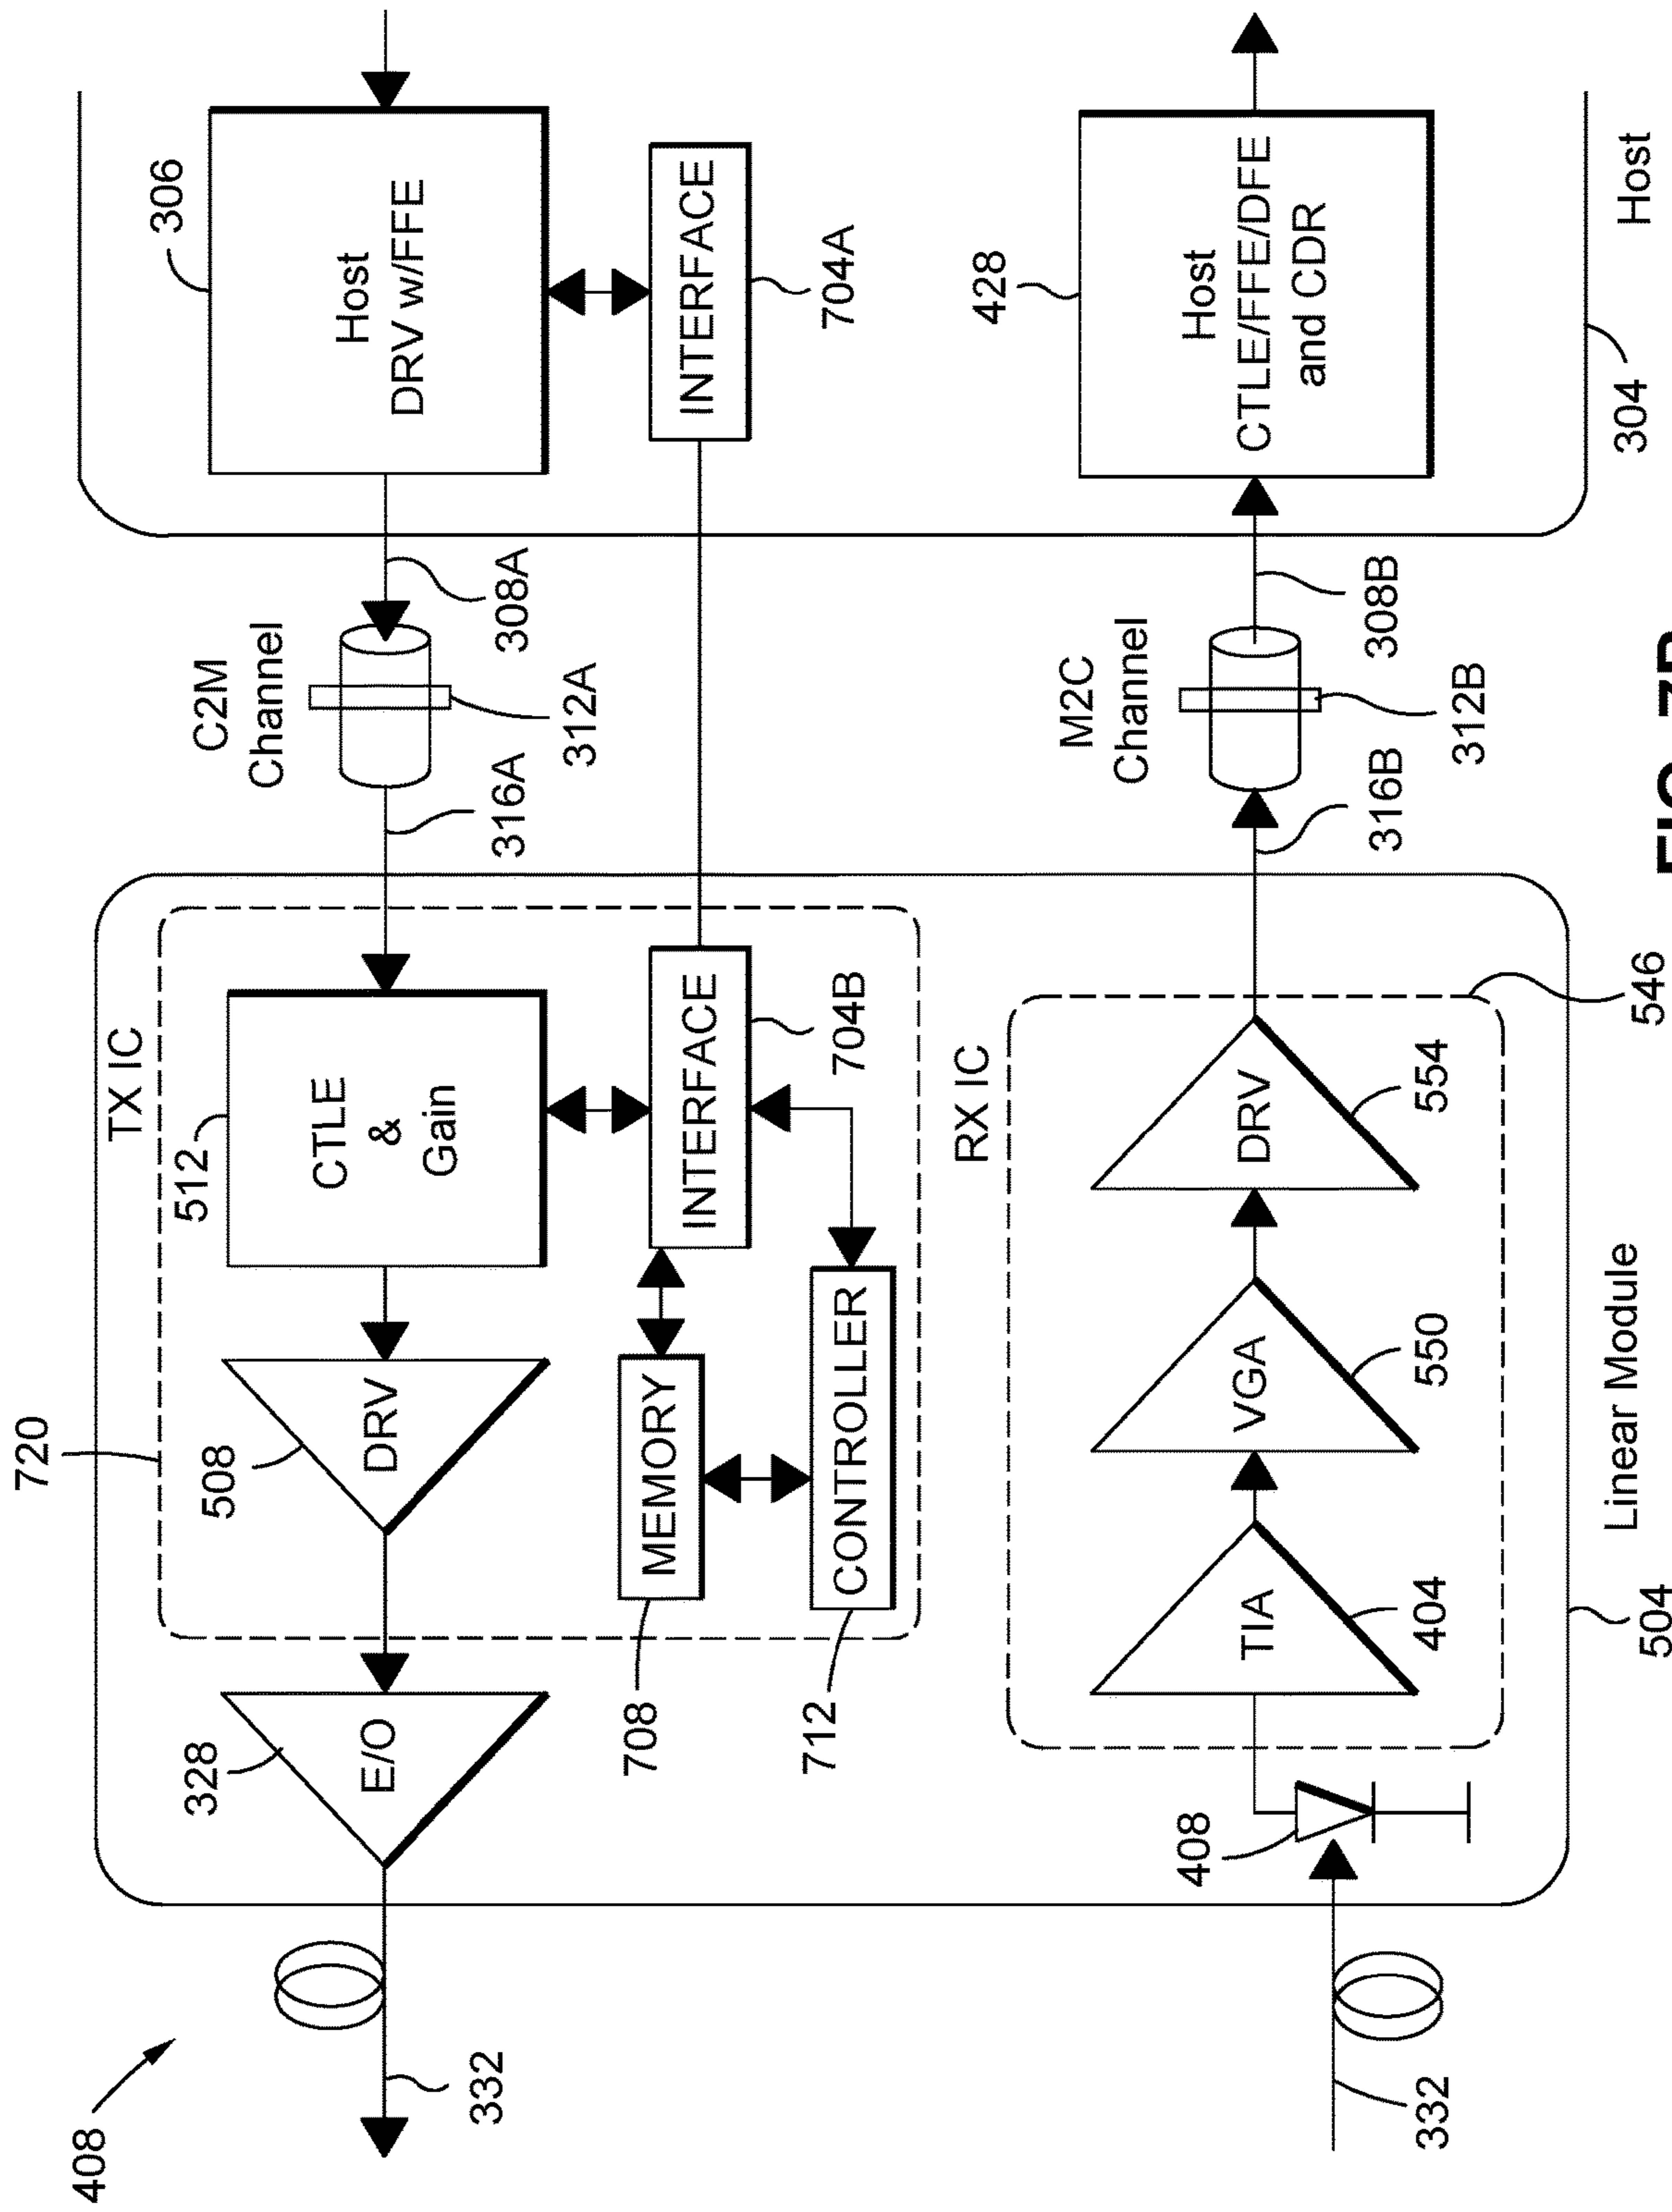 408
720
TX IC
328
E/O
508
DRV
512
CTLE
&
Gain
C2M
Channel
306
Host
DRV w/FFE
332
316A
308A
312A
708
MEMORY
INTERFACE
704B
INTERFACE
704A
712
CONTROLLER
RX IC
M2C
Channel
428
Host
CTLE/FFE/DFE
and CDR
408
TIA
VGA
DRV
332
404
550
554
316B
308B
312B
504
Linear Module
546
304
Host
FIG